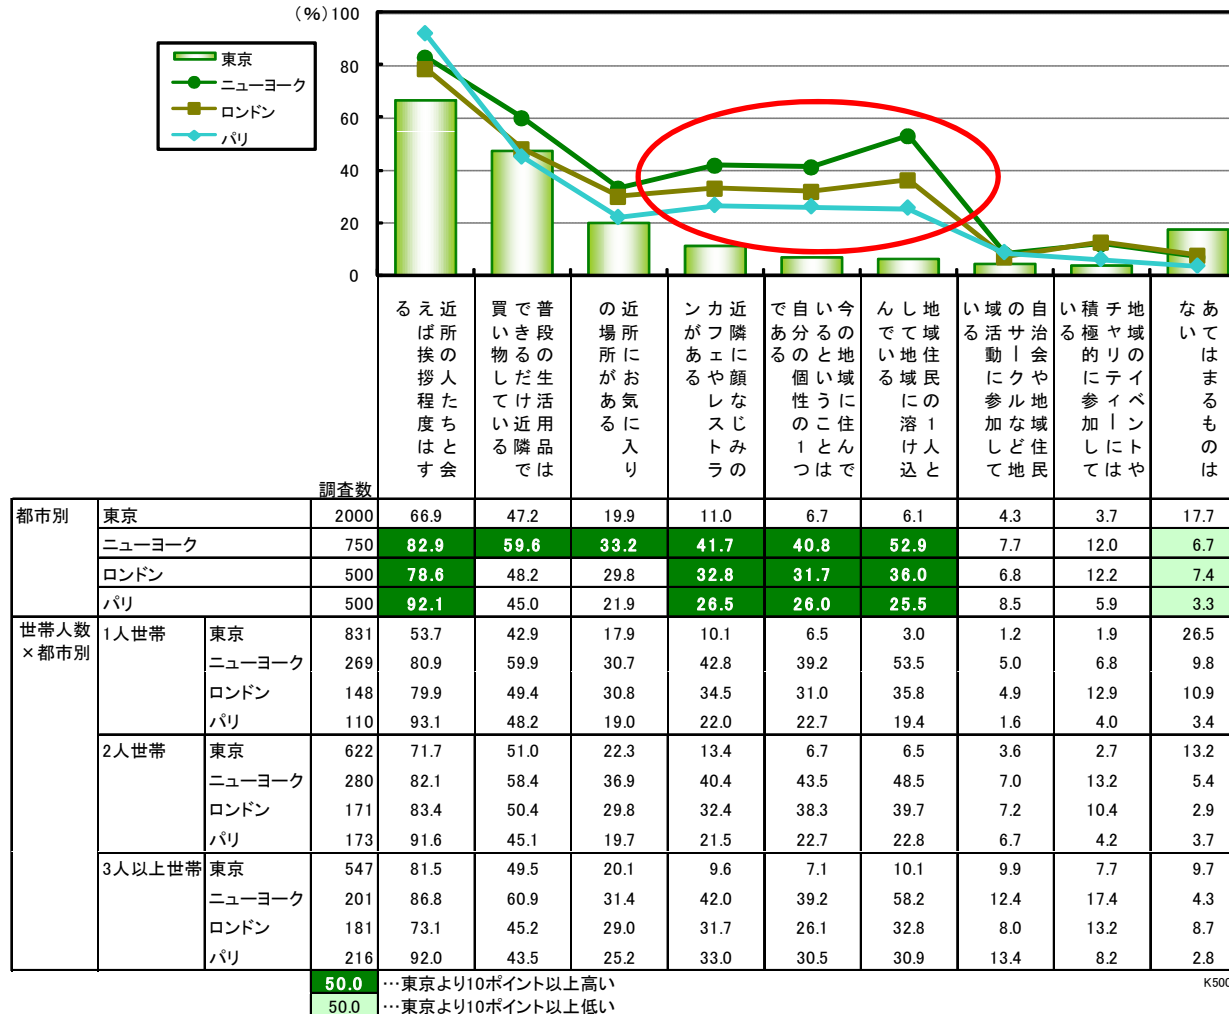 (%)100
80
60
40
20
0
東京
ニューヨーク
ロンドン
パリ
近所の人たちと会
えば挨拶程度はす
る
普段の生活用品は
できるだけ近隣で
買い物している
近所にお気に入り
の場所がある
近隣に顔なじみの
カフェやレストラ
ンがある
今の地域に住んで
いるということは
自分の個性の1つ
である
地域住民の1人と
して地域に溶け込
んでいる
自治会や地域住民
のサークルなど地
域活動に参加して
いる
地域のイベントや
チャリティーには
積極的に参加して
いる
あてはまるものは
ない
調査数
都市別 東京 2000 66.9 47.2 19.9 11.0 6.7 6.1 4.3 3.7 17.7
ニューヨーク 750 82.9 59.6 33.2 41.7 40.8 52.9 7.7 12.0 6.7
ロンドン 500 78.6 48.2 29.8 32.8 31.7 36.0 6.8 12.2 7.4
パリ 500 92.1 45.0 21.9 26.5 26.0 25.5 8.5 5.9 3.3
世帯人数
×都市別
1人世帯 東京 831 53.7 42.9 17.9 10.1 6.5 3.0 1.2 1.9 26.5
ニューヨーク 269 80.9 59.9 30.7 42.8 39.2 53.5 5.0 6.8 9.8
ロンドン 148 79.9 49.4 30.8 34.5 31.0 35.8 4.9 12.9 10.9
パリ 110 93.1 48.2 19.0 22.0 22.7 19.4 1.6 4.0 3.4
2人世帯 東京 622 71.7 51.0 22.3 13.4 6.7 6.5 3.6 2.7 13.2
ニューヨーク 280 82.1 58.4 36.9 40.4 43.5 48.5 7.0 13.2 5.4
ロンドン 171 83.4 50.4 29.8 32.4 38.3 39.7 7.2 10.4 2.9
パリ 173 91.6 45.1 19.7 21.5 22.7 22.8 6.7 4.2 3.7
3人以上世帯 東京 547 81.5 49.5 20.1 9.6 7.1 10.1 9.9 7.7 9.7
ニューヨーク 201 86.8 60.9 31.4 42.0 39.2 58.2 12.4 17.4 4.3
ロンドン 181 73.1 45.2 29.0 31.7 26.1 32.8 8.0 13.2 8.7
パリ 216 92.0 43.5 25.2 33.0 30.5 30.9 13.4 8.2 2.8
50.0 …東京より10ポイント以上高い
K500
50.0 …東京より10ポイント以上低い